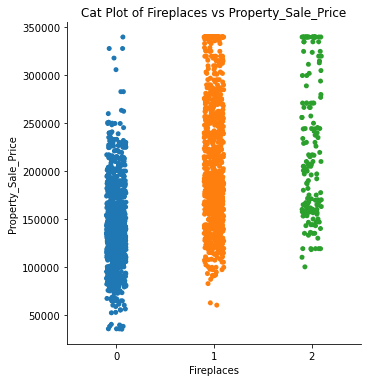 Cat Plot of Fireplaces vs Property_Sale_Price
350000
300000
250000
200000
150000
100000
50000
Property_Sale_Price
0 1 2
Fireplaces